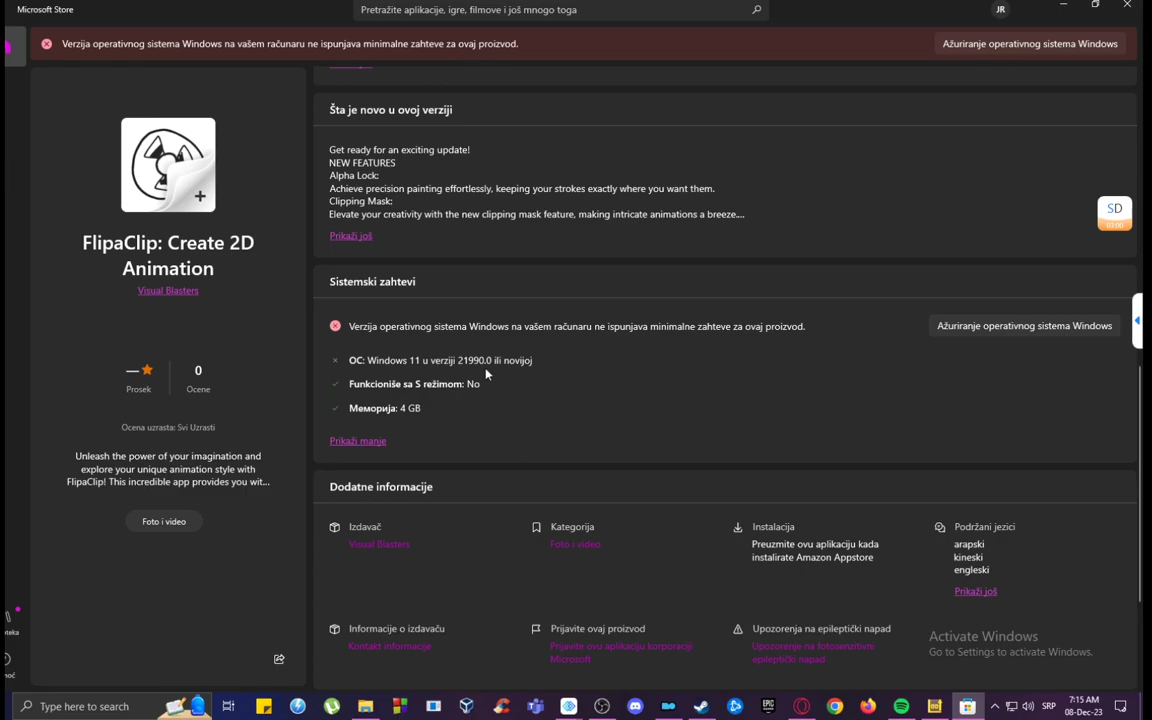 Microsoft Store
Pretražite aplikacije, igre, filmove i još mnogo toga
JR
Verzija operativnog sistema Windows na vašem računaru ne ispunjava minimalne zahteve za ovaj proizvod.
Ažuriranje operativnog sistema Windows
FlipaClip: Create 2D
Animation
Visual Blasters
—
Prosek
0
Ocene
Ocena uzrasta: Svi Uzrasti
Unleash the power of your imagination and
explore your unique animation style with
FlipaClip! This incredible app provides you wit...
Foto i video
Šta je novo u ovoj verziji
Get ready for an exciting update!
NEW FEATURES
Alpha Lock:
Achieve precision painting effortlessly, keeping your strokes exactly where you want them.
Clipping Mask:
Elevate your creativity with the new clipping mask feature, making intricate animations a breeze....
Prikaži još
SD
00:00
Sistemski zahtevi
Verzija operativnog sistema Windows na vašem računaru ne ispunjava minimalne zahteve za ovaj proizvod.
Ažuriranje operativnog sistema Windows
ОС: Windows 11 u verziji 21990.0 ili novijoj
Funkcioniše sa S režimom: No
Меморија: 4 GB
Prikaži manje
Dodatne informacije
Izdavač
Visual Blasters
Kategorija
Foto i video
Instalacija
Preuzmite ovu aplikaciju kada
instalirate Amazon Appstore
Podržani jezici
arapski
kineski
engleski
Prikaži još
Informacije o izdavaču
Kontakt informacije
Prijavite ovaj proizvod
Prijavite ovu aplikaciju korporaciji
Microsoft
Upozorenja na epileptički napad
Upozorenje na fotosenzitivni
epileptički napad
Activate Windows
Go to Settings to activate Windows.
Type here to search
EPIC
SRP
7:15 AM
08-Dec-23